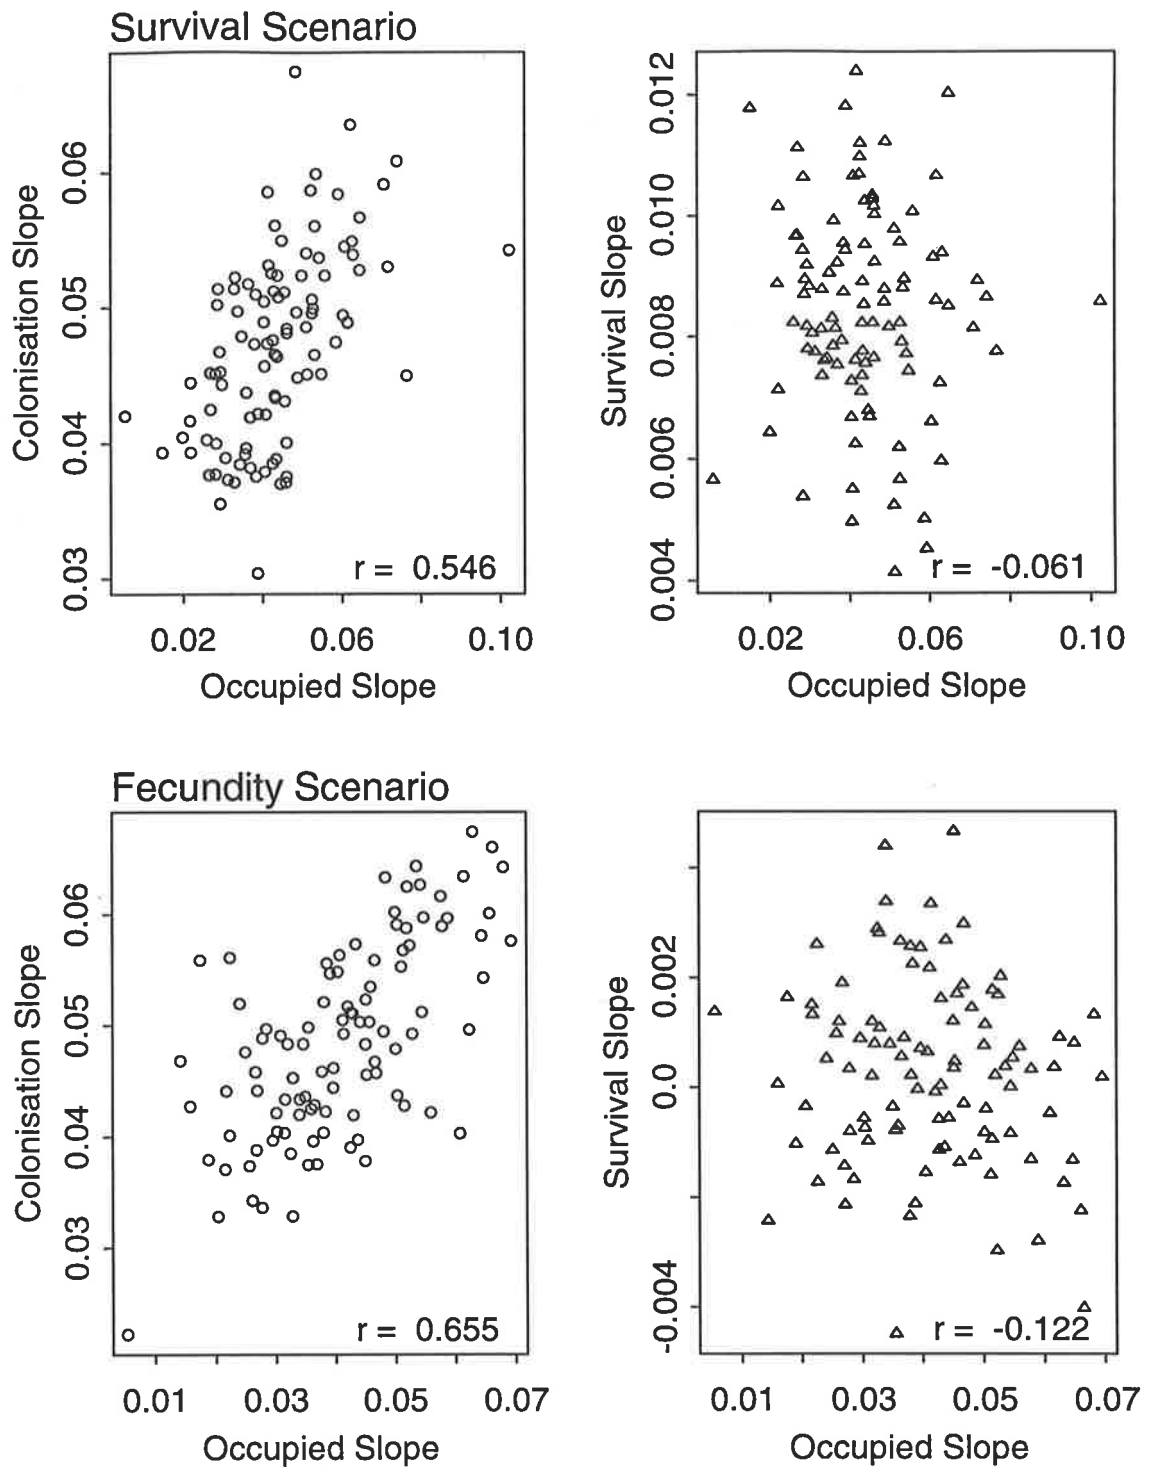 Survival Scenario
Colonisation Slope
0.03 0.04 0.05 0.06
r = 0.546
0.02 0.06 0.10
Occupied Slope
Survival Slope
0.004 0.006 0.008 0.010 0.012
r = -0.061
0.02 0.06 0.10
Occupied Slope
Fecundity Scenario
Colonisation Slope
0.03 0.04 0.05 0.06
r = 0.655
0.01 0.03 0.05 0.07
Occupied Slope
Survival Slope
-0.004 0.0 0.002
r = -0.122
0.01 0.03 0.05 0.07
Occupied Slope